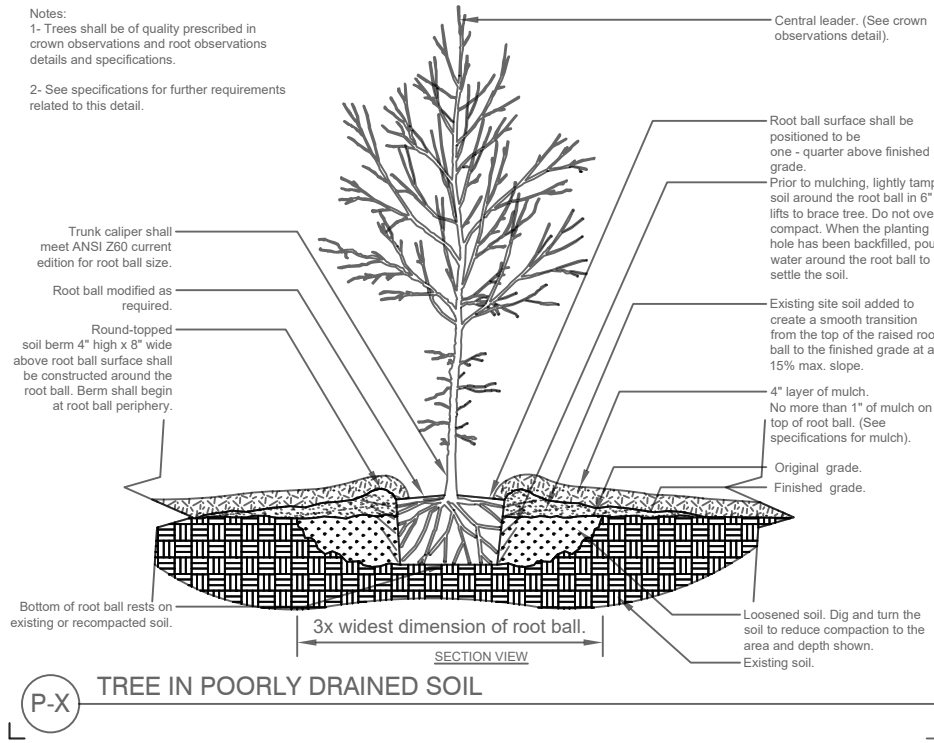 Notes:
1- Trees shall be of quality prescribed in
crown observations and root observations
details and specifications.
2- See specifications for further requirements
related to this detail.
Central leader. (See crown
observations detail).
Root ball surface shall be
positioned to be
one - quarter above finished
grade.
Prior to mulching, lightly tamp
soil around the root ball in 6"
lifts to brace tree. Do not ove
compact. When the planting
hole has been backfilled, pou
water around the root ball to
settle the soil.
Existing site soil added to
create a smooth transition
from the top of the raised roo
ball to the finished grade at a
15% max. slope.
4" layer of mulch.
No more than 1" of mulch on
top of root ball. (See
specifications for mulch).
Original grade.
Finished grade.
Trunk caliper shall
meet ANSI Z60 current
edition for root ball size.
Root ball modified as
required.
Round-topped
soil berm 4" high x 8" wide
above root ball surface shall
be constructed around the
root ball. Berm shall begin
at root ball periphery.
Bottom of root ball rests on
existing or recompacted soil.
Loosened soil. Dig and turn the
soil to reduce compaction to the
area and depth shown.
Existing soil.
3x widest dimension of root ball.
SECTION VIEW
P-X
TREE IN POORLY DRAINED SOIL